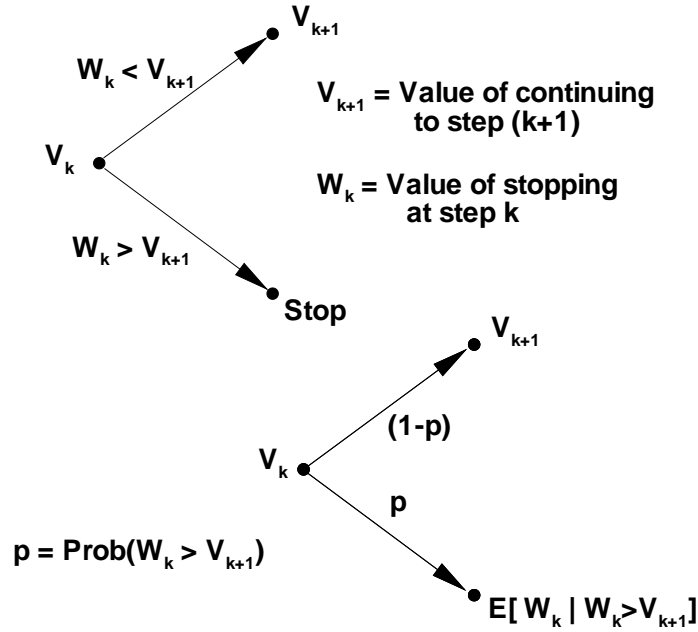 V_{k+1}
W_k < V_{k+1}
V_{k+1} = Value of continuing
to step (k+1)
V_k
W_k = Value of stopping
at step k
W_k > V_{k+1}
Stop
V_{k+1}
(1-p)
V_k
p
p = Prob(W_k > V_{k+1})
E[ W_k | W_k>V_{k+1}]